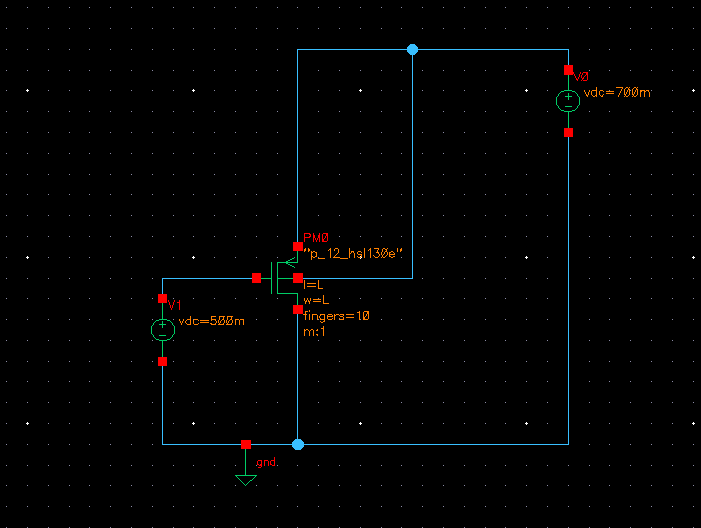 V0
vdc=700m
PM0
"p_12_hsl130e"
l=L
w=L
fingers=10
m:1
V1
vdc=500m
gnd